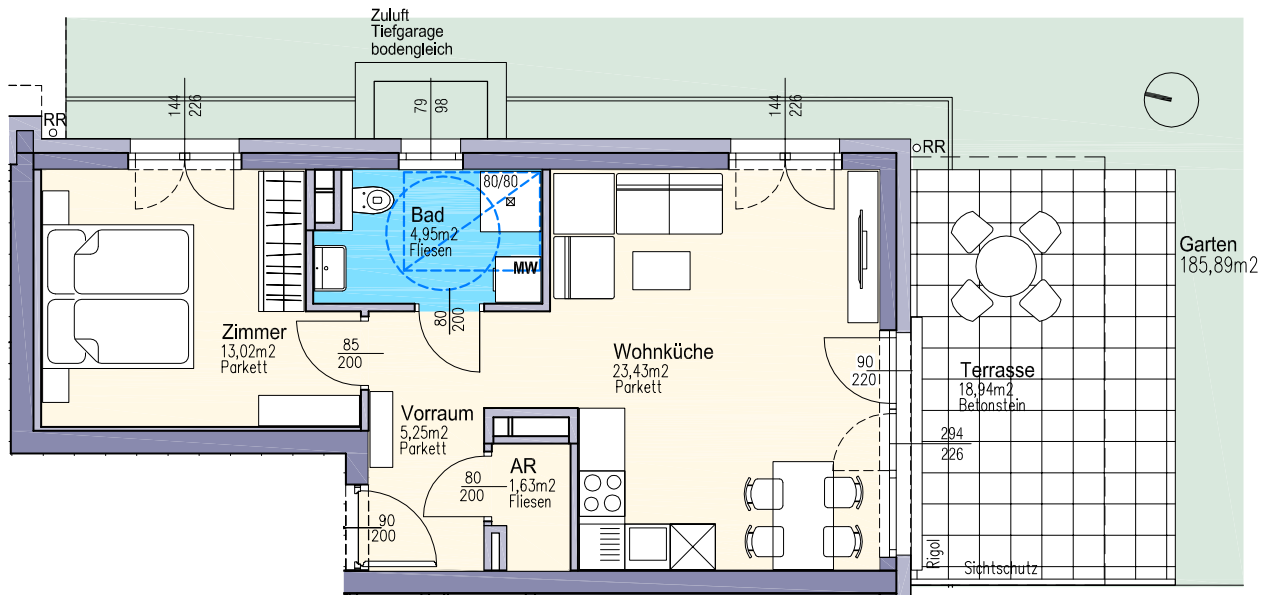 Zuluft
Tiefgarage
bodengleich
144
226
79
98
144
226
RR
RR
80/80
Bad
4,95m2
Fliesen
MW
80
200
Garten
185,89m2
Zimmer
13,02m2
Parkett
85
200
Wohnküche
23,43m2
Parkett
90
220
Terrasse
18,94m2
Betonstein
Vorraum
5,25m2
Parkett
294
226
AR
1,63m2
Fliesen
80
200
90
200
Rigol
Sichtschutz